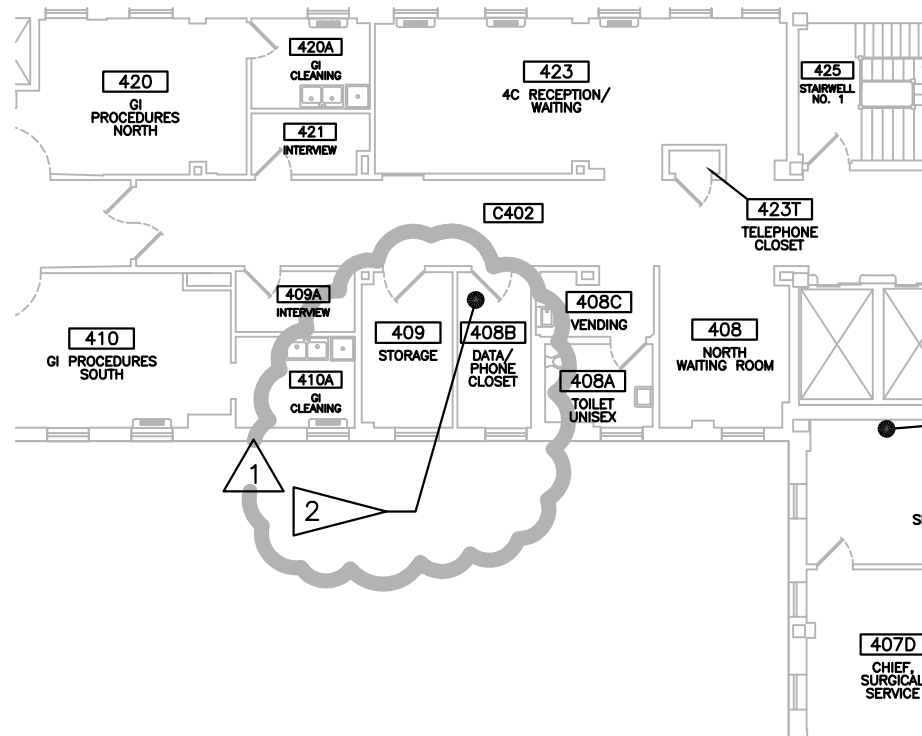 420
GI
PROCEDURES
NORTH
420A
GI
CLEANING
421
INTERVIEW
423
4C RECEPTION/
WAITING
425
STAIRWELL
NO. 1
C402
423T
TELEPHONE
CLOSET
409A
INTERVIEW
410
GI PROCEDURES
SOUTH
410A
GI
CLEANING
409
STORAGE
408B
DATA/
PHONE
CLOSET
408C
VENDING
408A
TOILET
UNISEX
408
NORTH
WAITING ROOM
1
2
407D
CHIEF,
SURGICAL
SERVICE